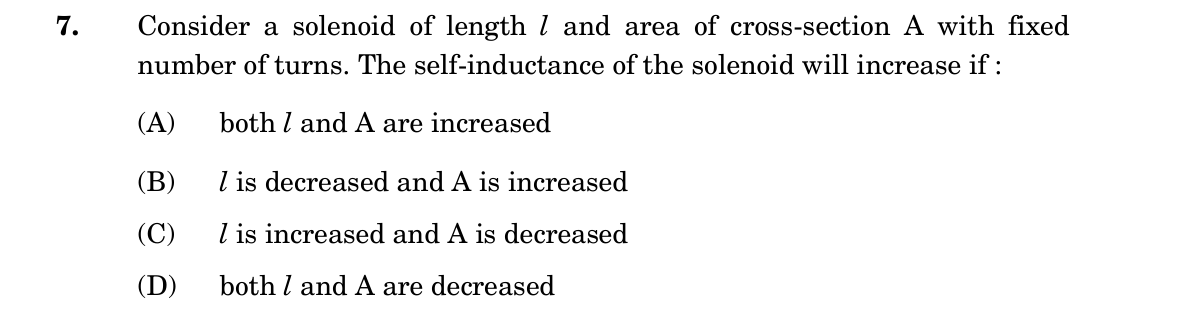 7. Consider a solenoid of length l and area of cross-section A with fixed
number of turns. The self-inductance of the solenoid will increase if :
(A) both l and A are increased
(B) l is decreased and A is increased
(C) l is increased and A is decreased
(D) both l and A are decreased